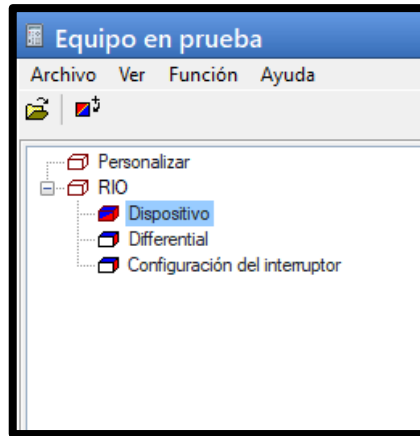 Equipo en prueba
Archivo Ver Función Ayuda
Personalizar
RIO
Dispositivo
Differential
Configuración del interruptor